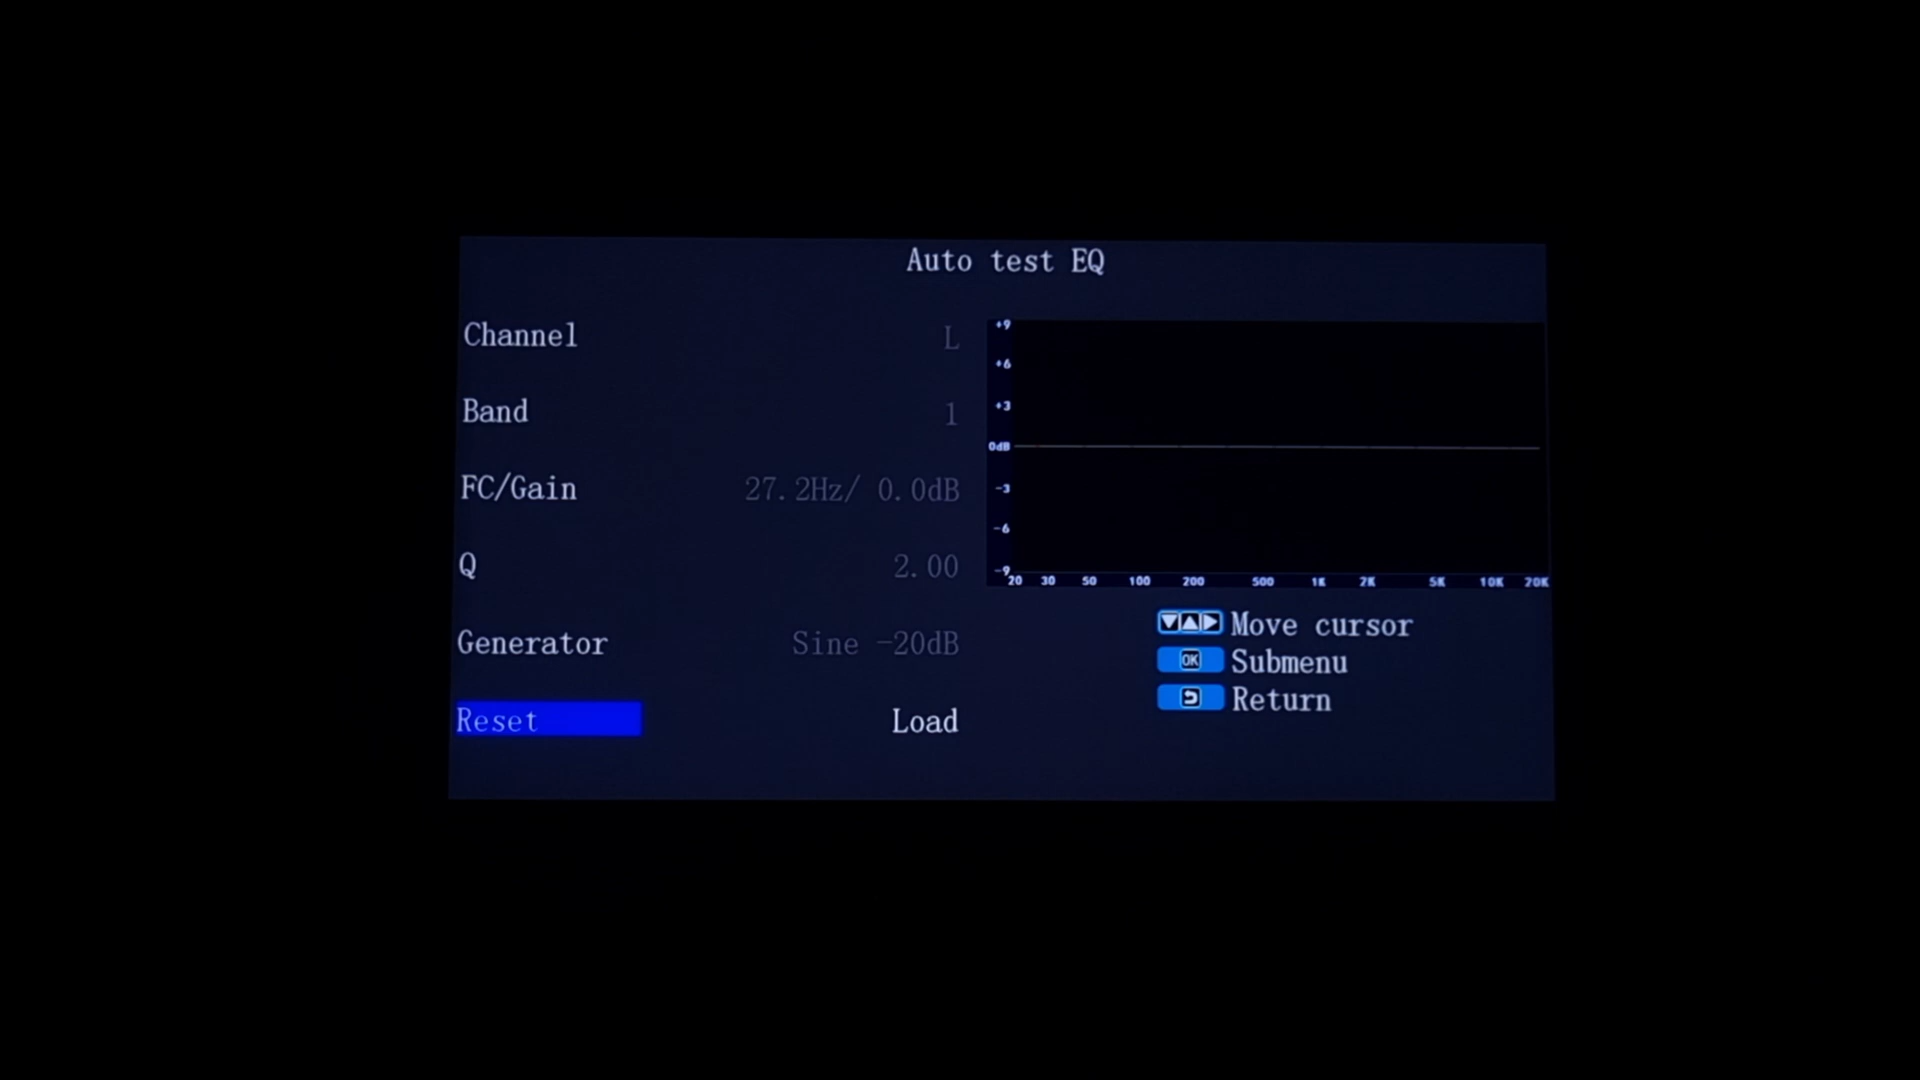 Auto test EQ
Channel L
Band 1
FC/Gain 27.2Hz/ 0.0dB
Q 2.00
Generator Sine -20dB
Reset Load
+9
+6
+3
0dB
-3
-6
-9
20 30 50 100 200 500 1K 2K 5K 10K 20K
Move cursor
OK Submenu
Return